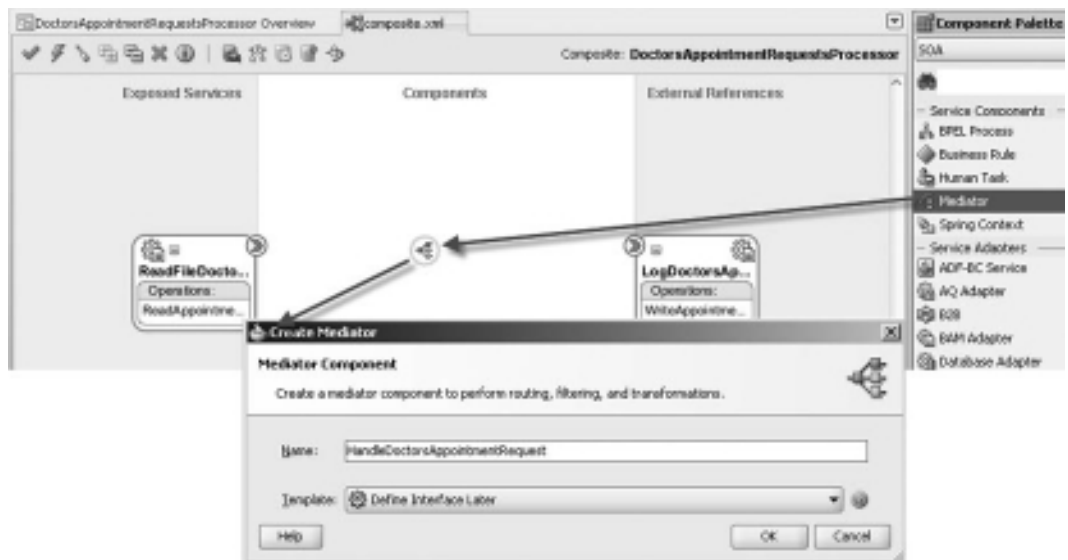 DoctorsAppointmentRequestsProcessor Overview
composite.xml
Component Palette
Composite: DoctorsAppointmentRequestsProcessor
SOA
Exposed Services
Components
External References
Service Components
BPEL Process
Business Rule
Human Task
Mediator
Spring Context
Service Adapters
ADF-BC Service
AQ Adapter
B2B
BAM Adapter
Database Adapter
ReadFileDocto...
Operations:
ReadAppointme...
LogDoctorsAp...
Operations:
WriteAppointme...
Create Mediator
Mediator Component
Create a mediator component to perform routing, filtering, and transformations.
Name: HandleDoctorsAppointmentRequest
Template: Define Interface Later
Help
OK
Cancel